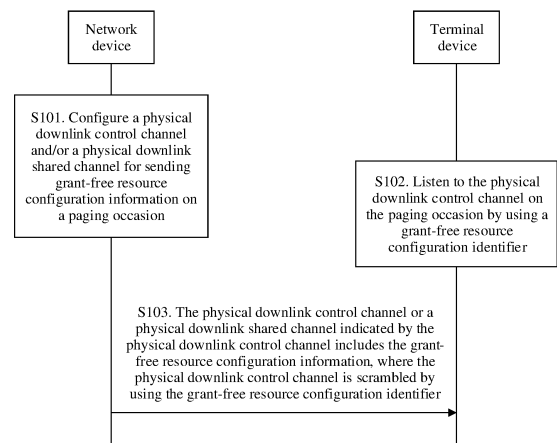 Network
device
Terminal
device
S101. Configure a physical
downlink control channel
and/or a physical downlink
shared channel for sending
grant-free resource
configuration information on
a paging occasion
S102. Listen to the physical
downlink control channel on
the paging occasion by using a
grant-free resource
configuration identifier
S103. The physical downlink control channel or a
physical downlink shared channel indicated by the
physical downlink control channel includes the grant-
free resource configuration information, where the
physical downlink control channel is scrambled by
using the grant-free resource configuration identifier